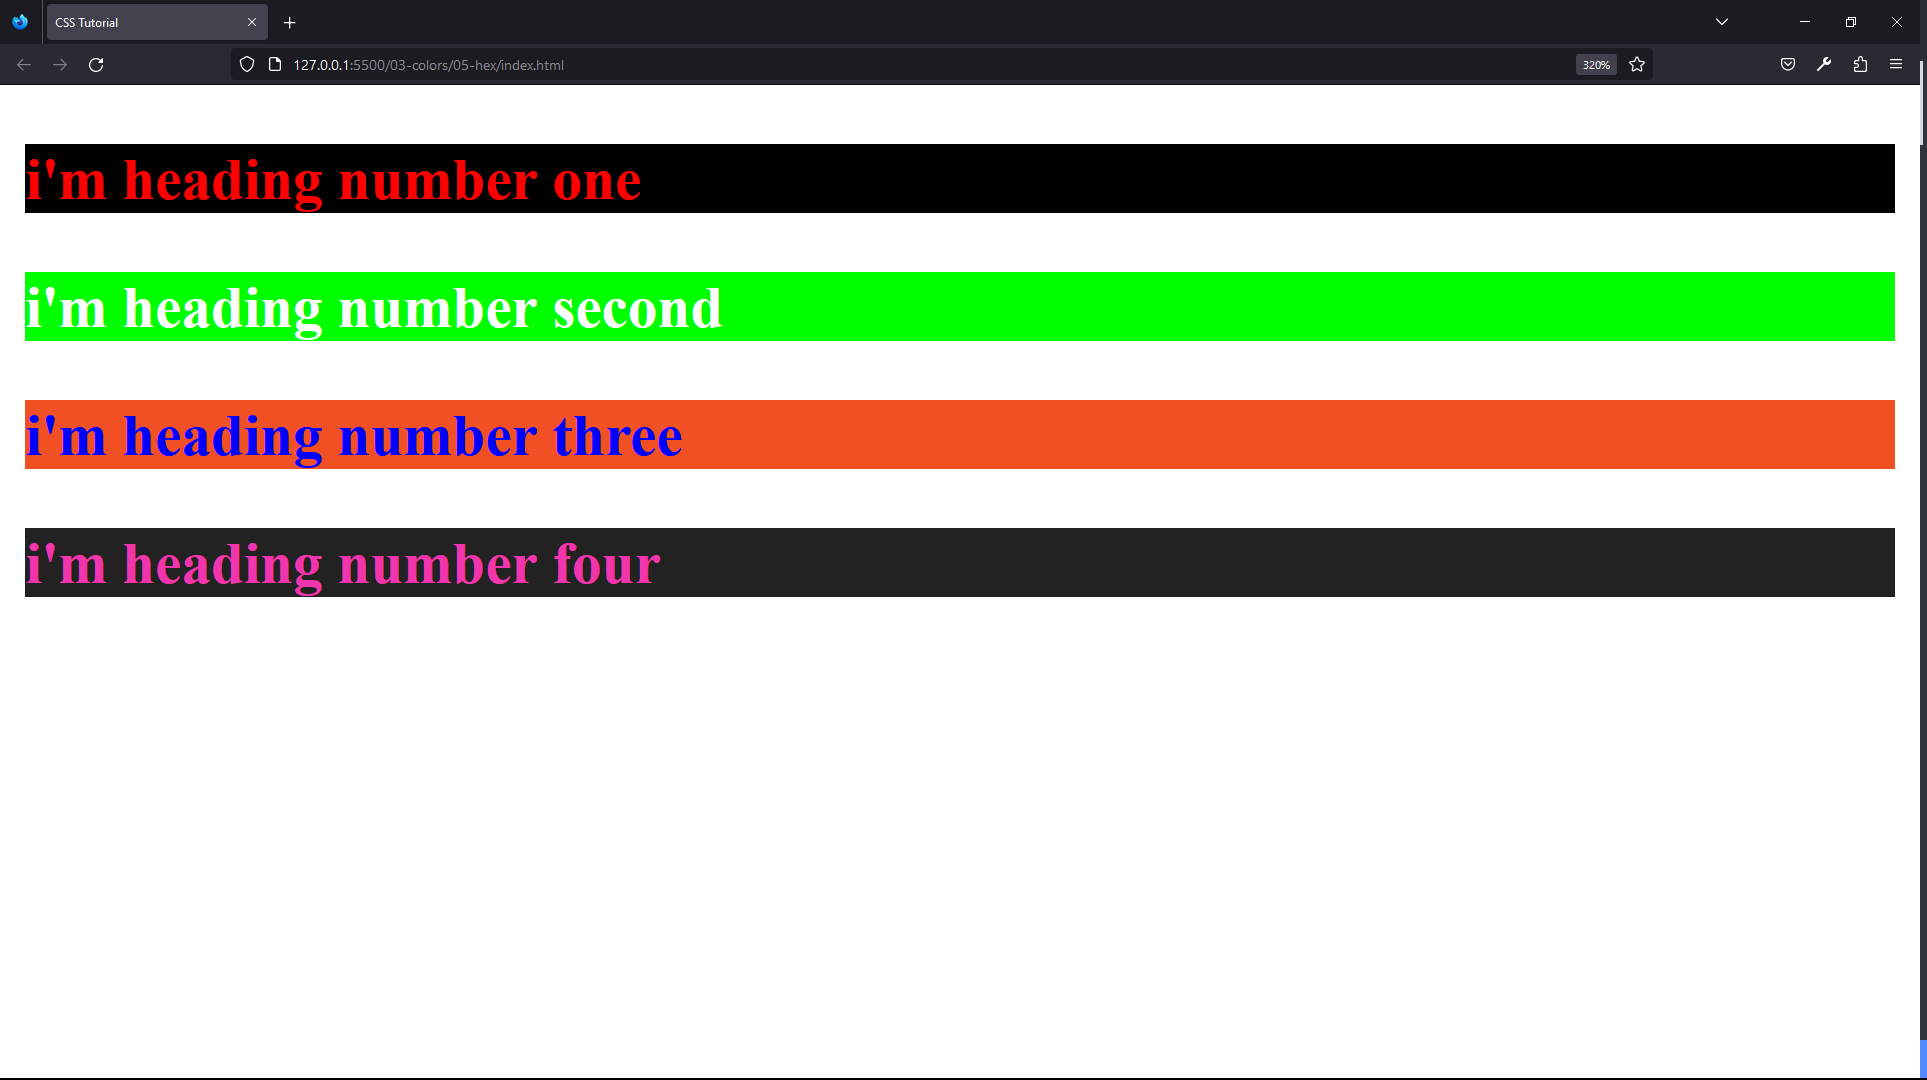 CSS Tutorial
127.0.0.1:5500/03-colors/05-hex/index.html
320%
i'm heading number one
i'm heading number second
i'm heading number three
i'm heading number four